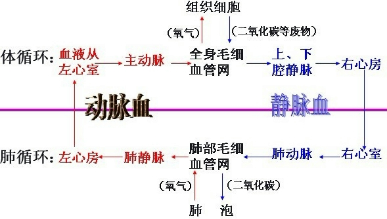 组织细胞
（氧气） （二氧化碳等废物）
体循环：血液从左心室 主动脉 全身毛细血管网 上、下腔静脉 右心房
动脉血 静脉血
肺循环：左心房 肺静脉 肺部毛细血管网 肺动脉 右心室
（氧气） （二氧化碳）
肺 泡